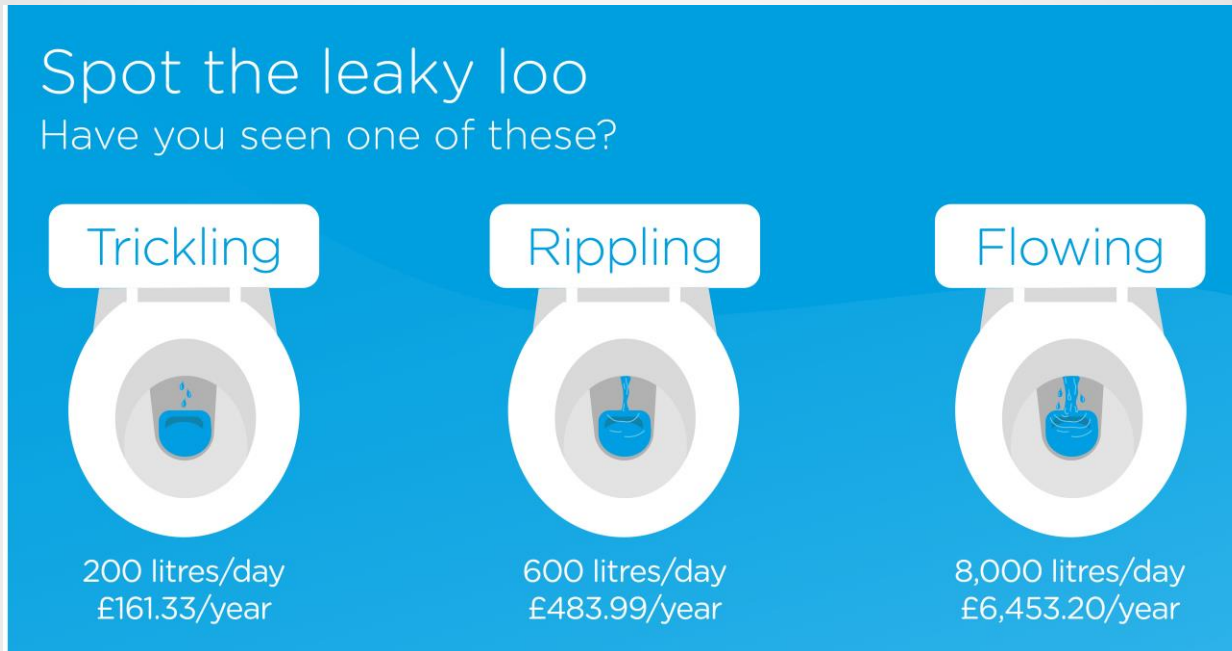 Spot the leaky loo
Have you seen one of these?
Trickling
200 litres/day
£161.33/year
Rippling
600 litres/day
£483.99/year
Flowing
8,000 litres/day
£6,453.20/year